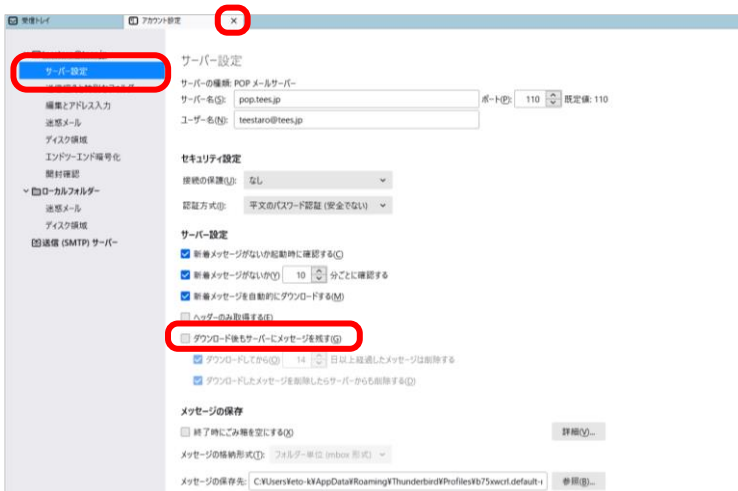 受信トレイ
アカウント設定 ×
サーバー設定
編集とアドレス入力
迷惑メール
ディスク領域
エンドツーエンド暗号化
開封確認
ローカルフォルダー
迷惑メール
ディスク領域
送信 (SMTP) サーバー
サーバー設定
サーバーの種類: POP メールサーバー
サーバー名(S): pop.tees.jp ポート(P): 110 既定値: 110
ユーザー名(N): teestaro@tees.jp
セキュリティ設定
接続の保護(U): なし
認証方式(I): 平文のパスワード認証 (安全でない)
サーバー設定
新着メッセージがないか起動時に確認する(C)
新着メッセージがないか(Y) 10 分ごとに確認する
新着メッセージを自動的にダウンロードする(M)
ヘッダーのみ取得する(F)
ダウンロード後もサーバーにメッセージを残す(G)
ダウンロードしてから(O) 14 日以上経過したメッセージは削除する
ダウンロードしたメッセージを削除したらサーバーからも削除する(D)
メッセージの保存
終了時にごみ箱を空にする(X) 詳細(V)...
メッセージの格納形式(T): フォルダー単位 (mbox 形式)
メッセージの保存先: C:¥Users¥eto-k¥AppData¥Roaming¥Thunderbird¥Profiles¥b75xwcrl.default- 参照(B)...